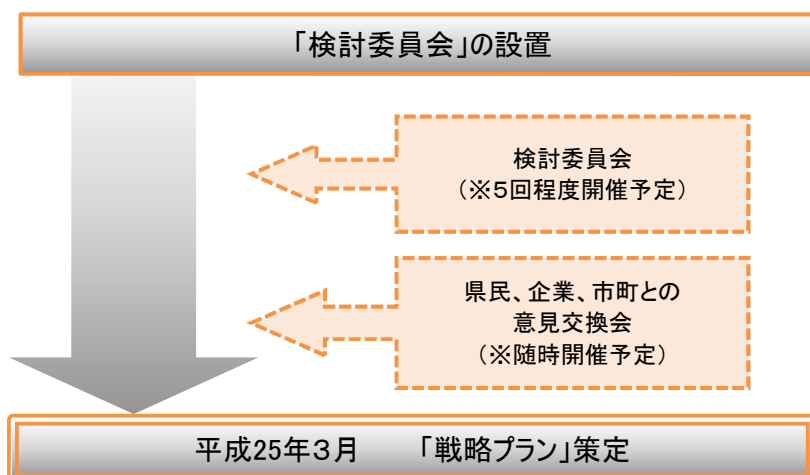 「検討委員会」の設置
検討委員会
（※５回程度開催予定）
県民、企業、市町との
意見交換会
（※随時開催予定）
平成25年３月　　「戦略プラン」策定